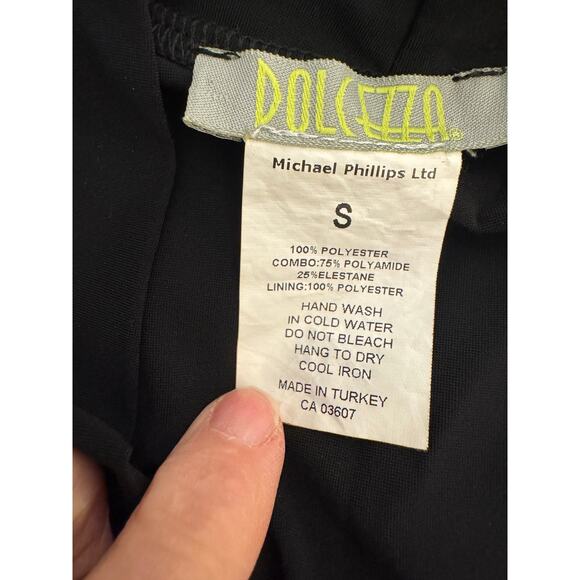 DOLCEZZA®
Michael Phillips Ltd
S
100% POLYESTER
COMBO:75% POLYAMIDE
25%ELESTANE
LINING:100% POLYESTER
HAND WASH
IN COLD WATER
DO NOT BLEACH
HANG TO DRY
COOL IRON
MADE IN TURKEY
CA 03607